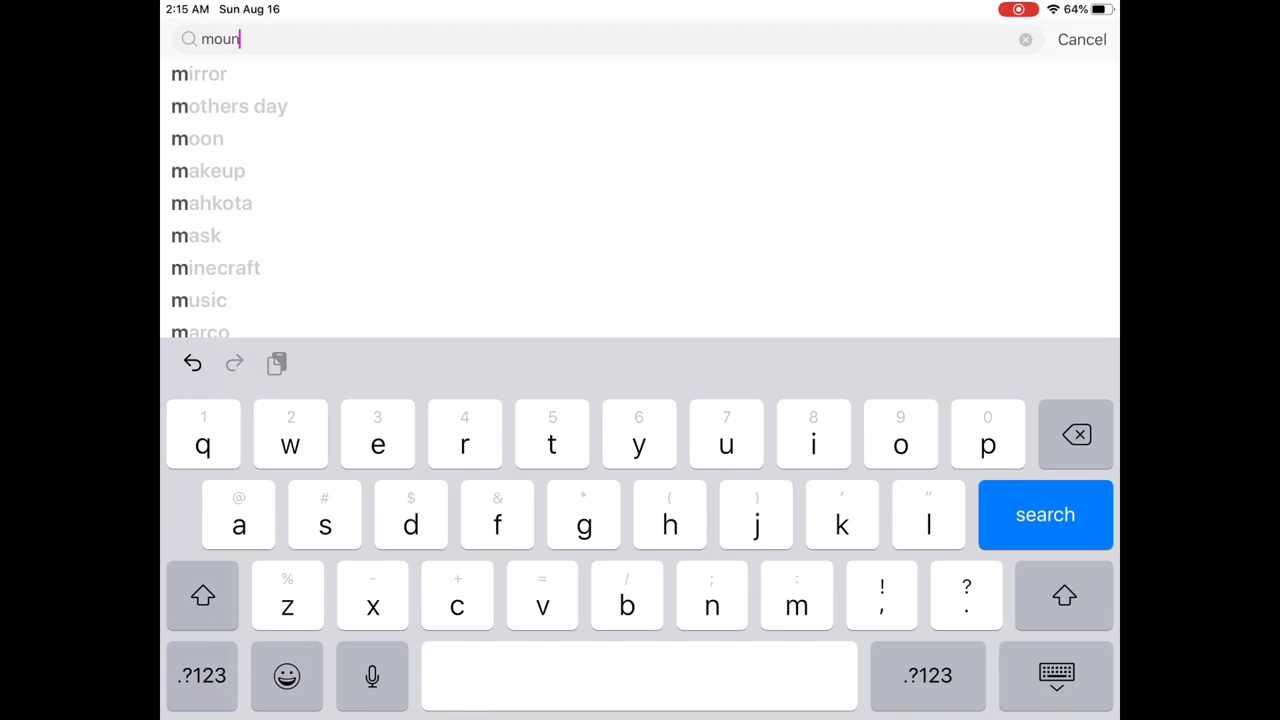 2:15 AM Sun Aug 16 64%
moun Cancel
mirror
mothers day
moon
makeup
mahkota
mask
minecraft
music
marco
1 2 3 4 5 6 7 8 9 0
q w e r t y u i o p
@ # $ & * ( ) ' "
a s d f g h j k l search
% - + = / ; : ! ?
z x c v b n m , .
.?123 .?123